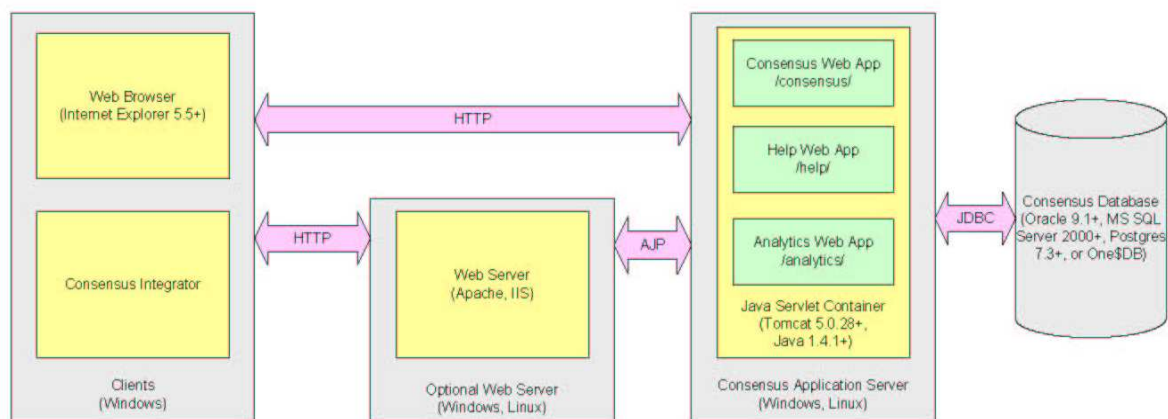 Web Browser
(Internet Explorer 5.5+)
Consensus Integrator
Clients
(Windows)
HTTP
HTTP
Web Server
(Apache, IIS)
Optional Web Server
(Windows, Linux)
AJP
Consensus Web App
/consensus/
Help Web App
/help/
Analytics Web App
/analytics/
Java Servlet Container
(Tomcat 5.0.28+,
Java 1.4.1+)
Consensus Application Server
(Windows, Linux)
JDBC
Consensus Database
(Oracle 9.1+, MS SQL
Server 2000+, Postgres
7.3+, or One$DB)